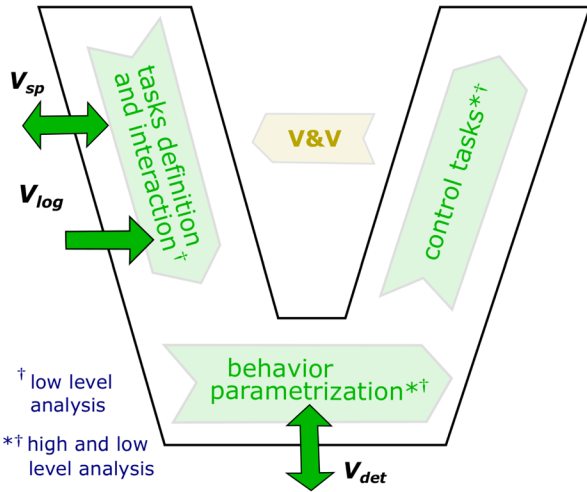 V_sp
tasks definition
and interaction†
V&V
control tasks*†
V_log
behavior
parametrization*†
† low level
analysis
*† high and low
level analysis
V_det